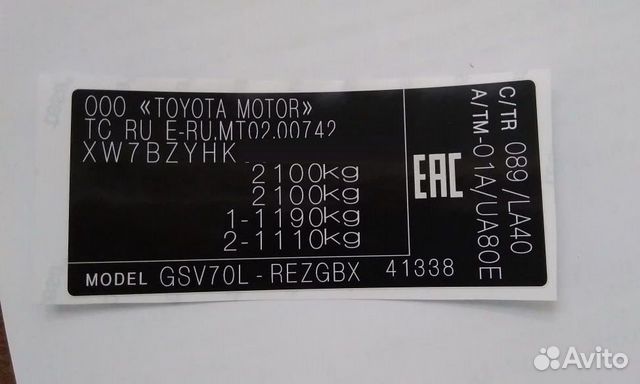 ООО «TOYOTA MOTOR»
TC RU E-RU.MT02.00742
XW7BZYHK
2100kg
2100kg
1-1190kg
2-1110kg
EAC
C/TR 089/LA40
A/TM-01A/UA80E
MODEL GSV70L-REZGBX 41338
Avito